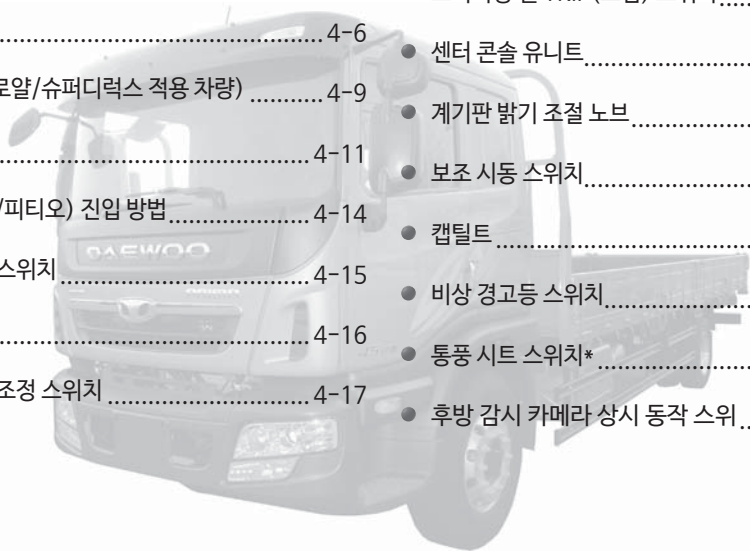 4-6
로얄/슈퍼디럭스 적용 차량) 4-9
4-11
/피티오) 진입 방법 4-14
스위치 4-15
4-16
조정 스위치 4-17
● 센터 콘솔 유니트
● 계기판 밝기 조절 노브
● 보조 시동 스위치
● 캡틸트
● 비상 경고등 스위치
● 통풍 시트 스위치*
● 후방 감시 카메라 상시 동작 스위
DAEWOO